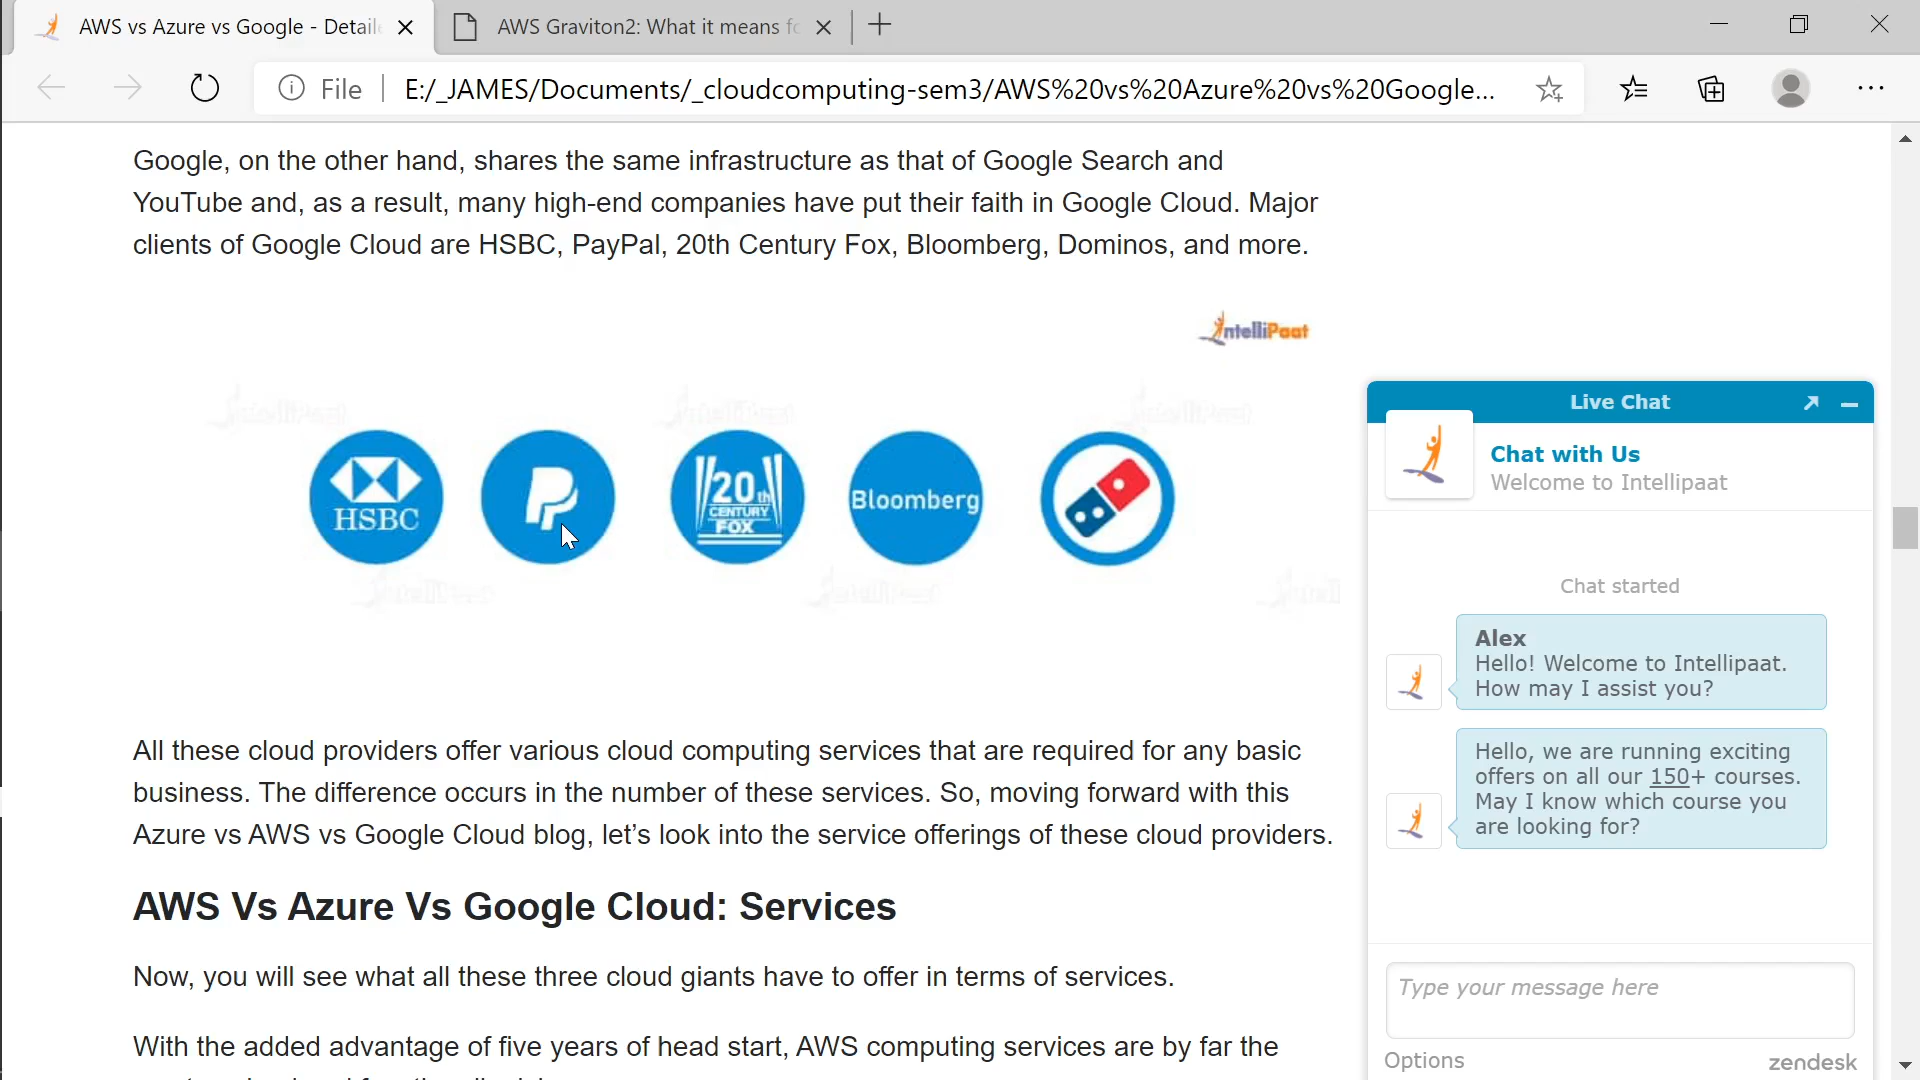 AWS vs Azure vs Google - Detail
AWS Graviton2: What it means fo
File
E:/_JAMES/Documents/_cloudcomputing-sem3/AWS%20vs%20Azure%20vs%20Google...
Google, on the other hand, shares the same infrastructure as that of Google Search and
YouTube and, as a result, many high-end companies have put their faith in Google Cloud. Major
clients of Google Cloud are HSBC, PayPal, 20th Century Fox, Bloomberg, Dominos, and more.
IntelliPaat
HSBC
20th
CENTURY
FOX
Bloomberg
All these cloud providers offer various cloud computing services that are required for any basic
business. The difference occurs in the number of these services. So, moving forward with this
Azure vs AWS vs Google Cloud blog, let’s look into the service offerings of these cloud providers.
AWS Vs Azure Vs Google Cloud: Services
Now, you will see what all these three cloud giants have to offer in terms of services.
With the added advantage of five years of head start, AWS computing services are by far the
Live Chat
Chat with Us
Welcome to Intellipaat
Chat started
Alex
Hello! Welcome to Intellipaat.
How may I assist you?
Hello, we are running exciting
offers on all our 150+ courses.
May I know which course you
are looking for?
Type your message here
Options
zendesk